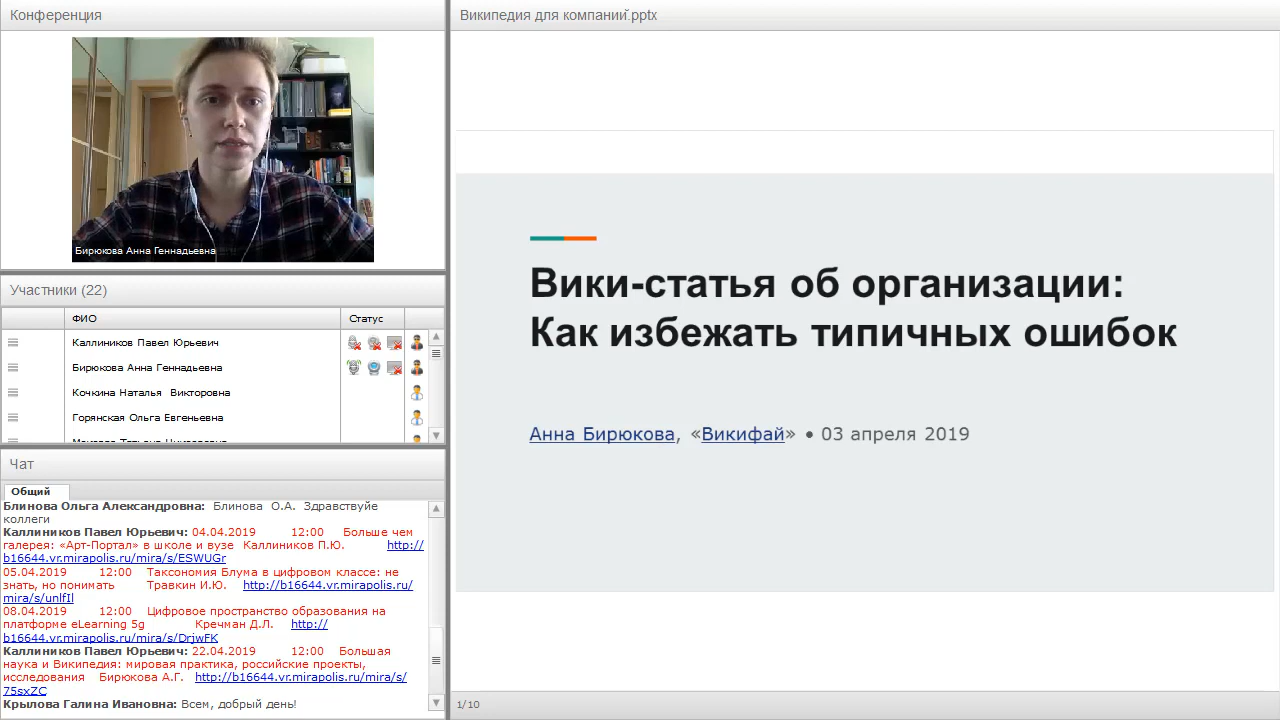 Конференция
Бирюкова Анна Геннадьевна
Участники (22)
ФИО
Статус
Каллиников Павел Юрьевич
Бирюкова Анна Геннадьевна
Кочкина Наталья Викторовна
Горянская Ольга Евгеньевна
Чат
Общий
Блинова Ольга Александровна: Блинова О.А. Здравствуйе
коллеги
Каллиников Павел Юрьевич: 04.04.2019 12:00 Больше чем
галерея: «Арт-Портал» в школе и вузе Каллиников П.Ю. http://
b16644.vr.mirapolis.ru/mira/s/ESWUGr
05.04.2019 12:00 Таксономия Блума в цифровом классе: не
знать, но понимать Травкин И.Ю. http://b16644.vr.mirapolis.ru/
mira/s/unlfIl
08.04.2019 12:00 Цифровое пространство образования на
платформе eLearning 5g Кречман Д.Л. http://
b16644.vr.mirapolis.ru/mira/s/DrjwFK
Каллиников Павел Юрьевич: 22.04.2019 12:00 Большая
наука и Википедия: мировая практика, российские проекты,
исследования Бирюкова А.Г. http://b16644.vr.mirapolis.ru/mira/s/
75sxZC
Крылова Галина Ивановна: Всем, добрый день!
Википедия для компаний.pptx
Вики-статья об организации:
Как избежать типичных ошибок
Анна Бирюкова, «Викифай» • 03 апреля 2019
1/10